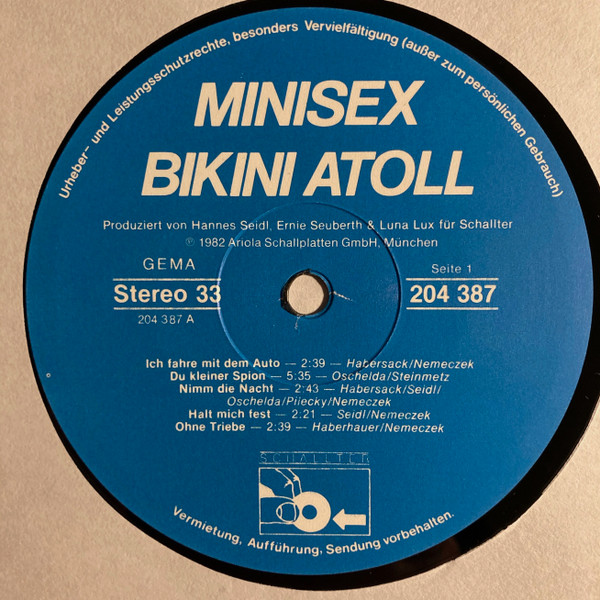 Urheber- und Leistungsschutzrechte, besonders Vervielfältigung (außer zum persönlichen Gebrauch)
MINISEX
BIKINI ATOLL
Produziert von Hannes Seidl, Ernie Seuberth & Luna Lux für Schallter
℗ 1982 Ariola Schallplatten GmbH, München
GEMA
Seite 1
Stereo 33
204 387
204 387 A
Ich fahre mit dem Auto — 2:39 — Habersack/Nemeczek
Du kleiner Spion — 5:35 — Oschelda/Steinmetz
Nimm die Nacht — 2:43 — Habersack/Seidl/
Oschelda/Piiecky/Nemeczek
Halt mich fest — 2:21 — Seidl/Nemeczek
Ohne Triebe — 2:39 — Haberhauer/Nemeczek
SCHALLTER
Vermietung, Aufführung, Sendung vorbehalten.